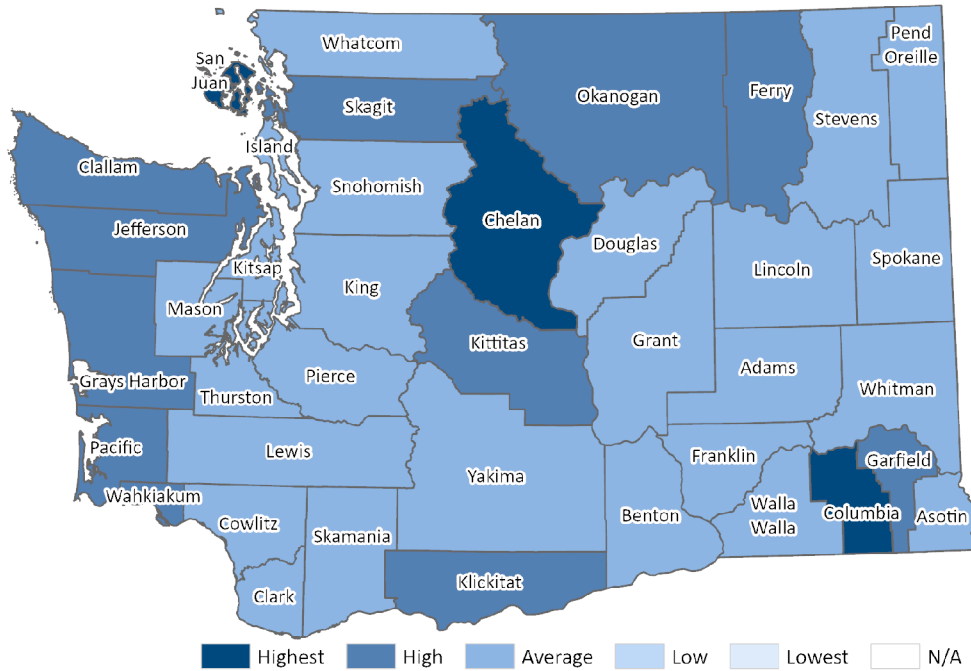 Whatcom
Pend
Oreille
San
Juan
Skagit
Okanogan
Ferry
Stevens
Island
Clallam
Snohomish
Jefferson
Chelan
Douglas
Kitsap
Lincoln
Spokane
King
Mason
Kittitas
Grant
Adams
Grays Harbor
Thurston
Pierce
Whitman
Pacific
Lewis
Yakima
Franklin
Garfield
Wahkiakum
Cowlitz
Skamania
Benton
Walla
Walla
Columbia
Asotin
Clark
Klickitat
Highest
High
Average
Low
Lowest
N/A